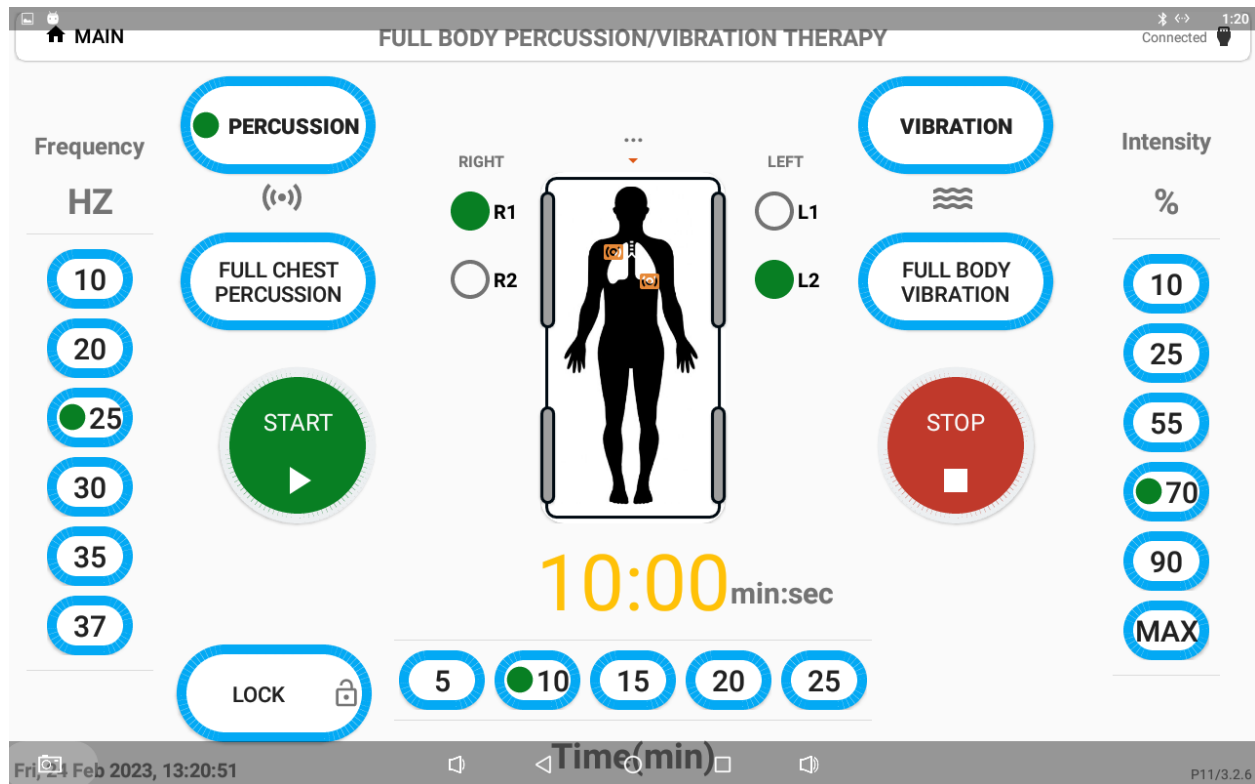 1:20
MAIN
FULL BODY PERCUSSION/VIBRATION THERAPY
Connected
PERCUSSION
VIBRATION
Frequency
HZ
Intensity
%
...
RIGHT
LEFT
R1
L1
R2
L2
FULL CHEST
PERCUSSION
FULL BODY
VIBRATION
10
20
25
30
35
37
10
25
55
70
90
MAX
START
STOP
10:00 min:sec
LOCK
5
10
15
20
25
Time(min)
Fri, 24 Feb 2023, 13:20:51
P11/3.2.6